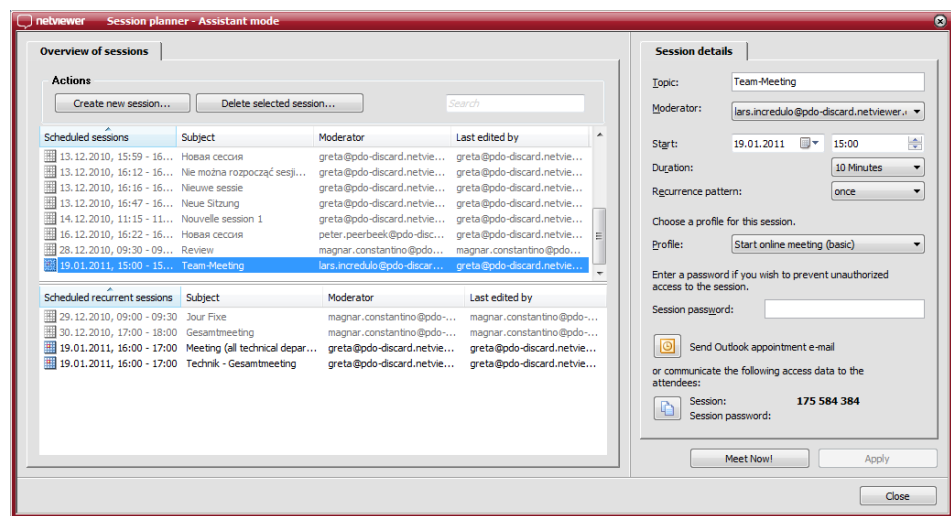 netviewer Session planner - Assistant mode
Overview of sessions
Actions
Create new session...
Delete selected session...
Search
Scheduled sessions Subject Moderator Last edited by
13.12.2010, 15:59 - 16... Новая сессия greta@pdo-discard.netvie... greta@pdo-discard.netvie...
13.12.2010, 16:12 - 16... Nie można rozpocząć sesji... greta@pdo-discard.netvie... greta@pdo-discard.netvie...
13.12.2010, 16:16 - 16... Nieuwe sessie greta@pdo-discard.netvie... greta@pdo-discard.netvie...
13.12.2010, 16:47 - 16... Neue Sitzung greta@pdo-discard.netvie... greta@pdo-discard.netvie...
14.12.2010, 11:15 - 11... Nouvelle session 1 greta@pdo-discard.netvie... greta@pdo-discard.netvie...
16.12.2010, 16:22 - 16... Новая сессия peter.peerbeek@pdo-disc... greta@pdo-discard.netvie...
28.12.2010, 09:30 - 09... Review magnar.constantino@pdo... magnar.constantino@pdo...
19.01.2011, 15:00 - 15... Team-Meeting lars.incredulo@pdo-discar... greta@pdo-discard.netvie...
Scheduled recurrent sessions Subject Moderator Last edited by
29.12.2010, 09:00 - 09:30 Jour Fixe magnar.constantino@pdo-... magnar.constantino@pdo-...
30.12.2010, 17:00 - 18:00 Gesamtmeeting magnar.constantino@pdo-... magnar.constantino@pdo-...
19.01.2011, 16:00 - 17:00 Meeting (all technical depar... greta@pdo-discard.netvie... greta@pdo-discard.netvie...
19.01.2011, 16:00 - 17:00 Technik - Gesamtmeeting greta@pdo-discard.netvie... greta@pdo-discard.netvie...
Session details
Topic: Team-Meeting
Moderator: lars.incredulo@pdo-discard.netviewer.
Start: 19.01.2011 15:00
Duration: 10 Minutes
Recurrence pattern: once
Choose a profile for this session.
Profile: Start online meeting (basic)
Enter a password if you wish to prevent unauthorized
access to the session.
Session password:
Send Outlook appointment e-mail
or communicate the following access data to the
attendees:
Session: 175 584 384
Session password:
Meet Now!
Apply
Close